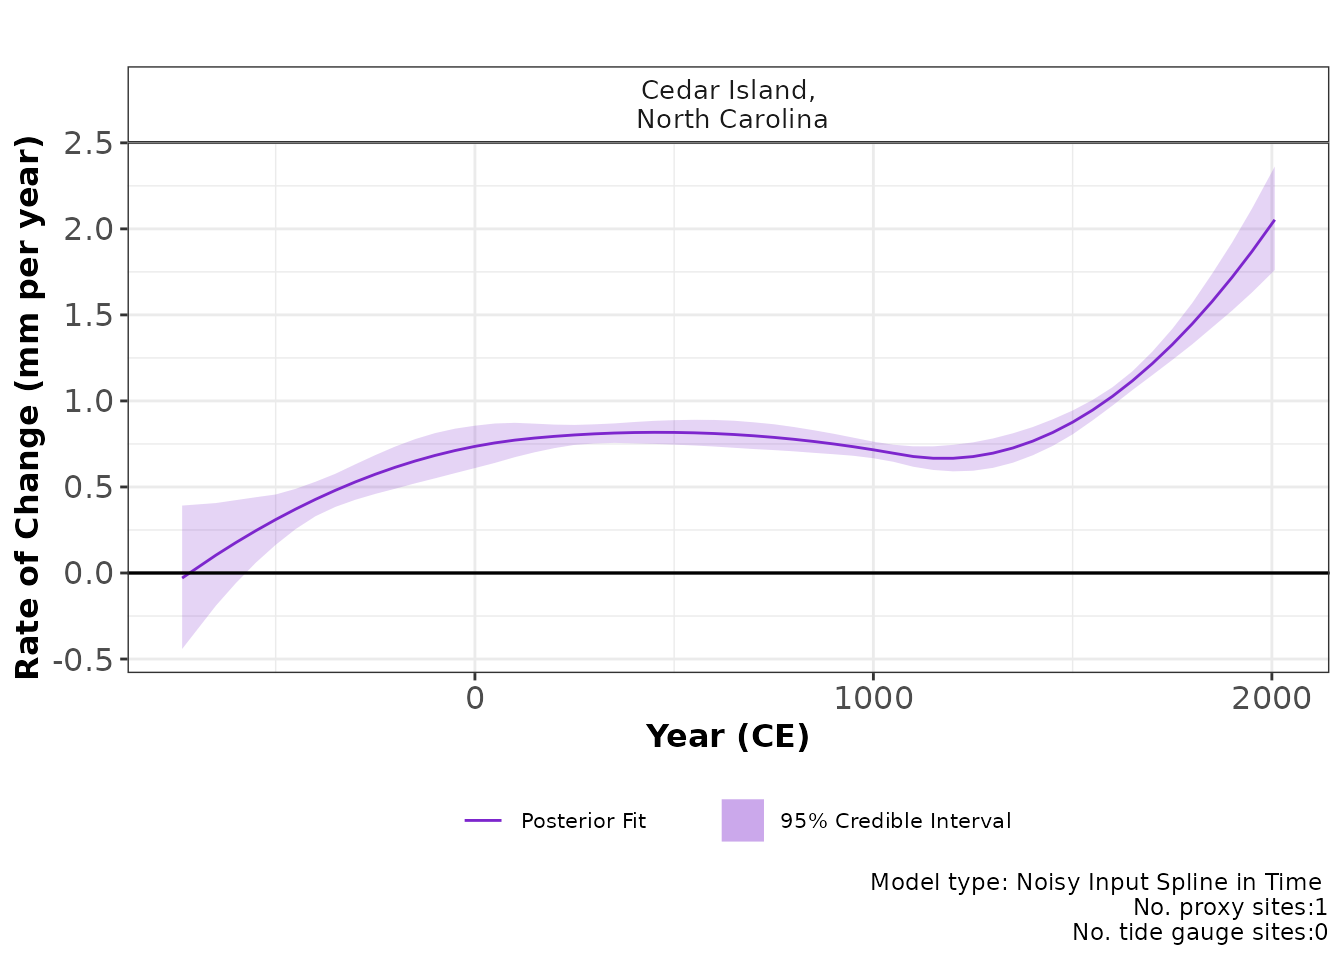 Cedar Island,
North Carolina
Rate of Change (mm per year)
2.5
2.0
1.5
1.0
0.5
0.0
-0.5
0
1000
2000
Year (CE)
Posterior Fit
95% Credible Interval
Model type: Noisy Input Spline in Time
No. proxy sites:1
No. tide gauge sites:0